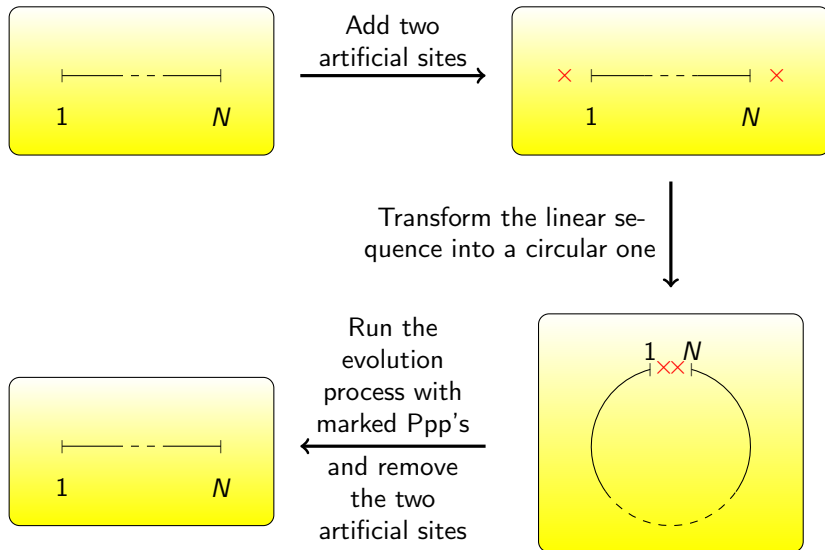 Add two
artificial sites
1
N
1
N
Transform the linear se-
quence into a circular one
1 N
Run the
evolution
process with
marked Ppp's
and remove
the two
artificial sites
1
N